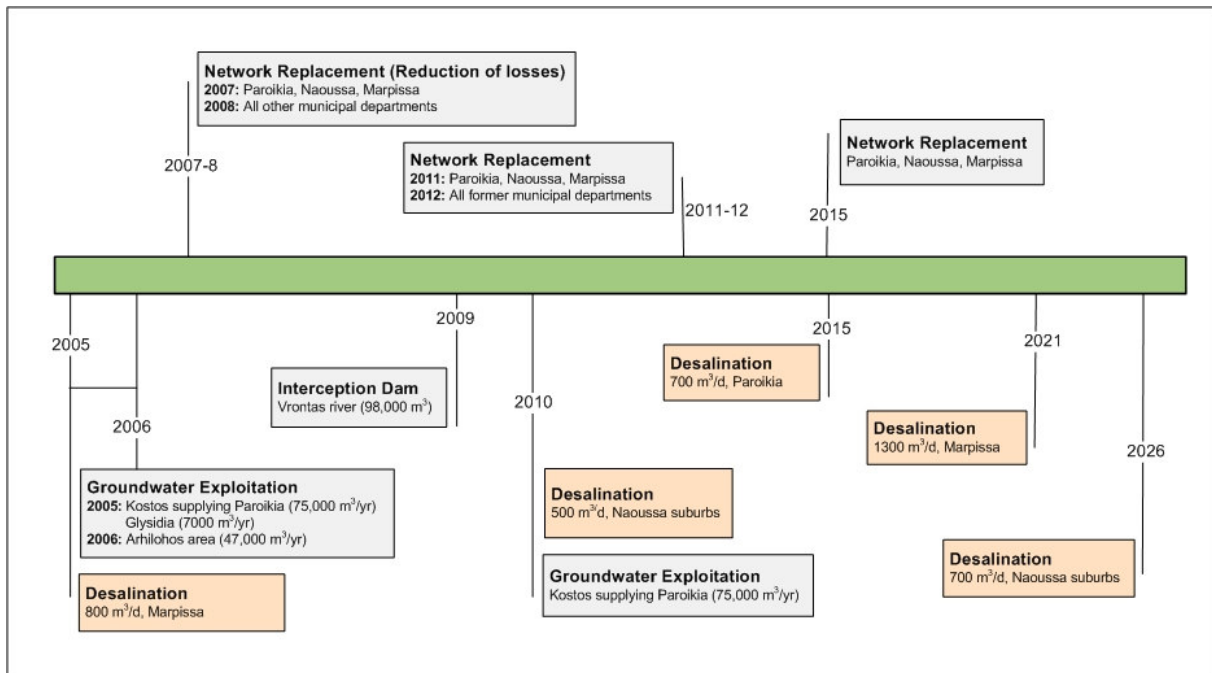 Network Replacement (Reduction of losses)
2007: Paroikia, Naoussa, Marpissa
2008: All other municipal departments
2007-8
Network Replacement
2011: Paroikia, Naoussa, Marpissa
2012: All former municipal departments
2011-12
Network Replacement
Paroikia, Naoussa, Marpissa
2015
2005
2006
Groundwater Exploitation
2005: Kostos supplying Paroikia (75,000 m³/yr)
Glysidia (7000 m³/yr)
2006: Arhilohos area (47,000 m³/yr)
Desalination
800 m³/d, Marpissa
2009
Interception Dam
Vrontas river (98,000 m³)
2010
Desalination
500 m³/d, Naoussa suburbs
Groundwater Exploitation
Kostos supplying Paroikia (75,000 m³/yr)
2015
Desalination
700 m³/d, Paroikia
2021
Desalination
1300 m³/d, Marpissa
2026
Desalination
700 m³/d, Naoussa suburbs